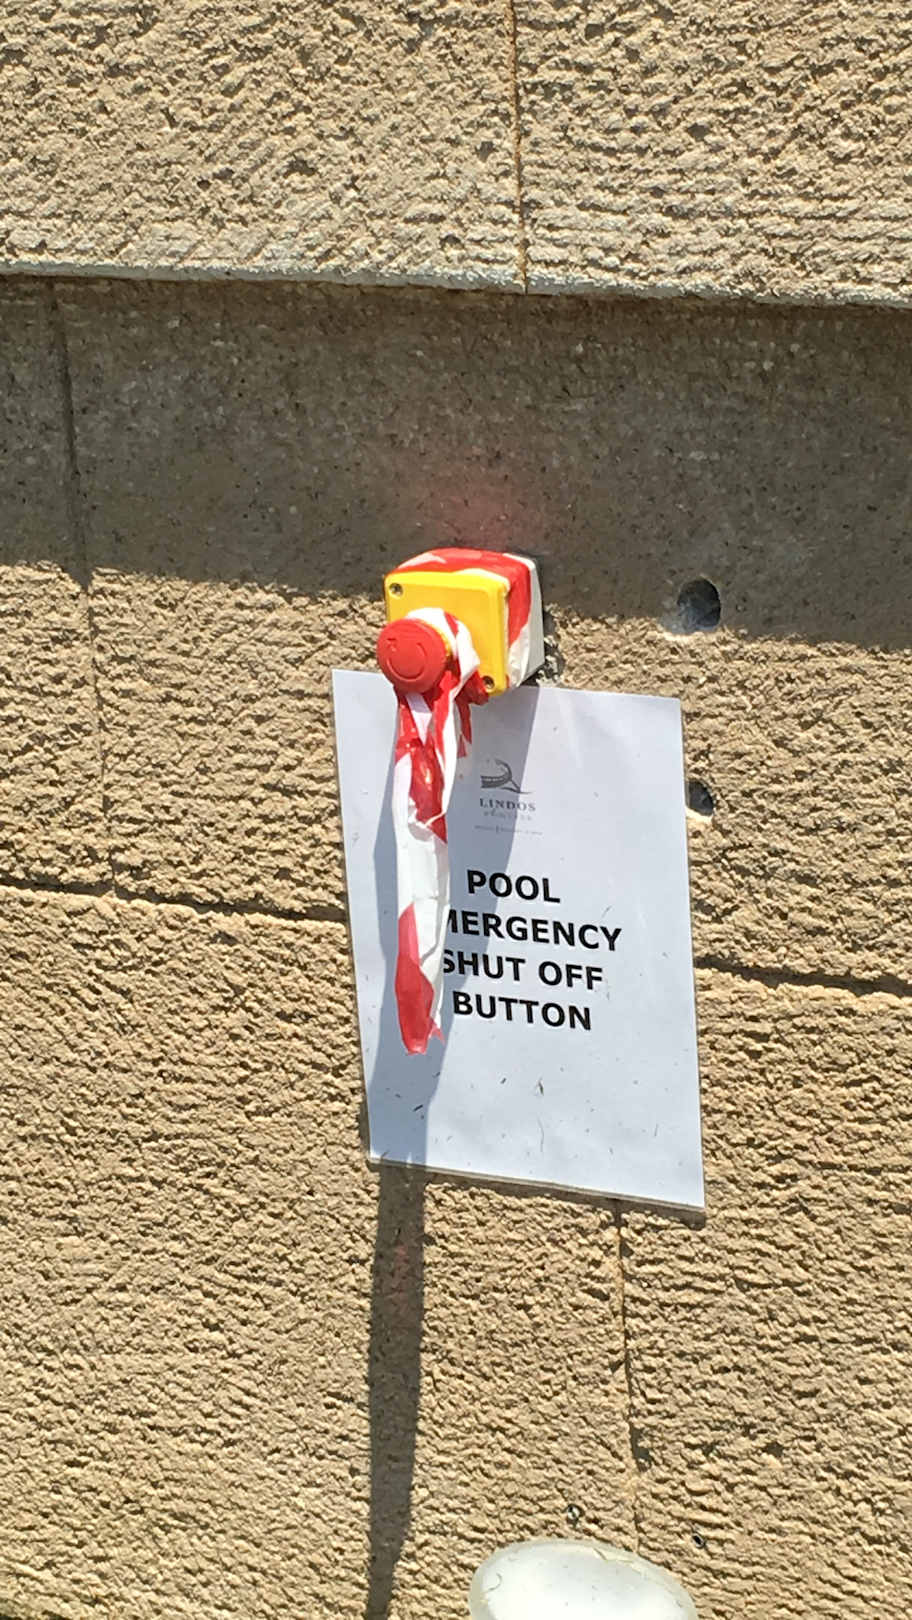 LINDOS
POOL
MERGENCY
SHUT OFF
BUTTON